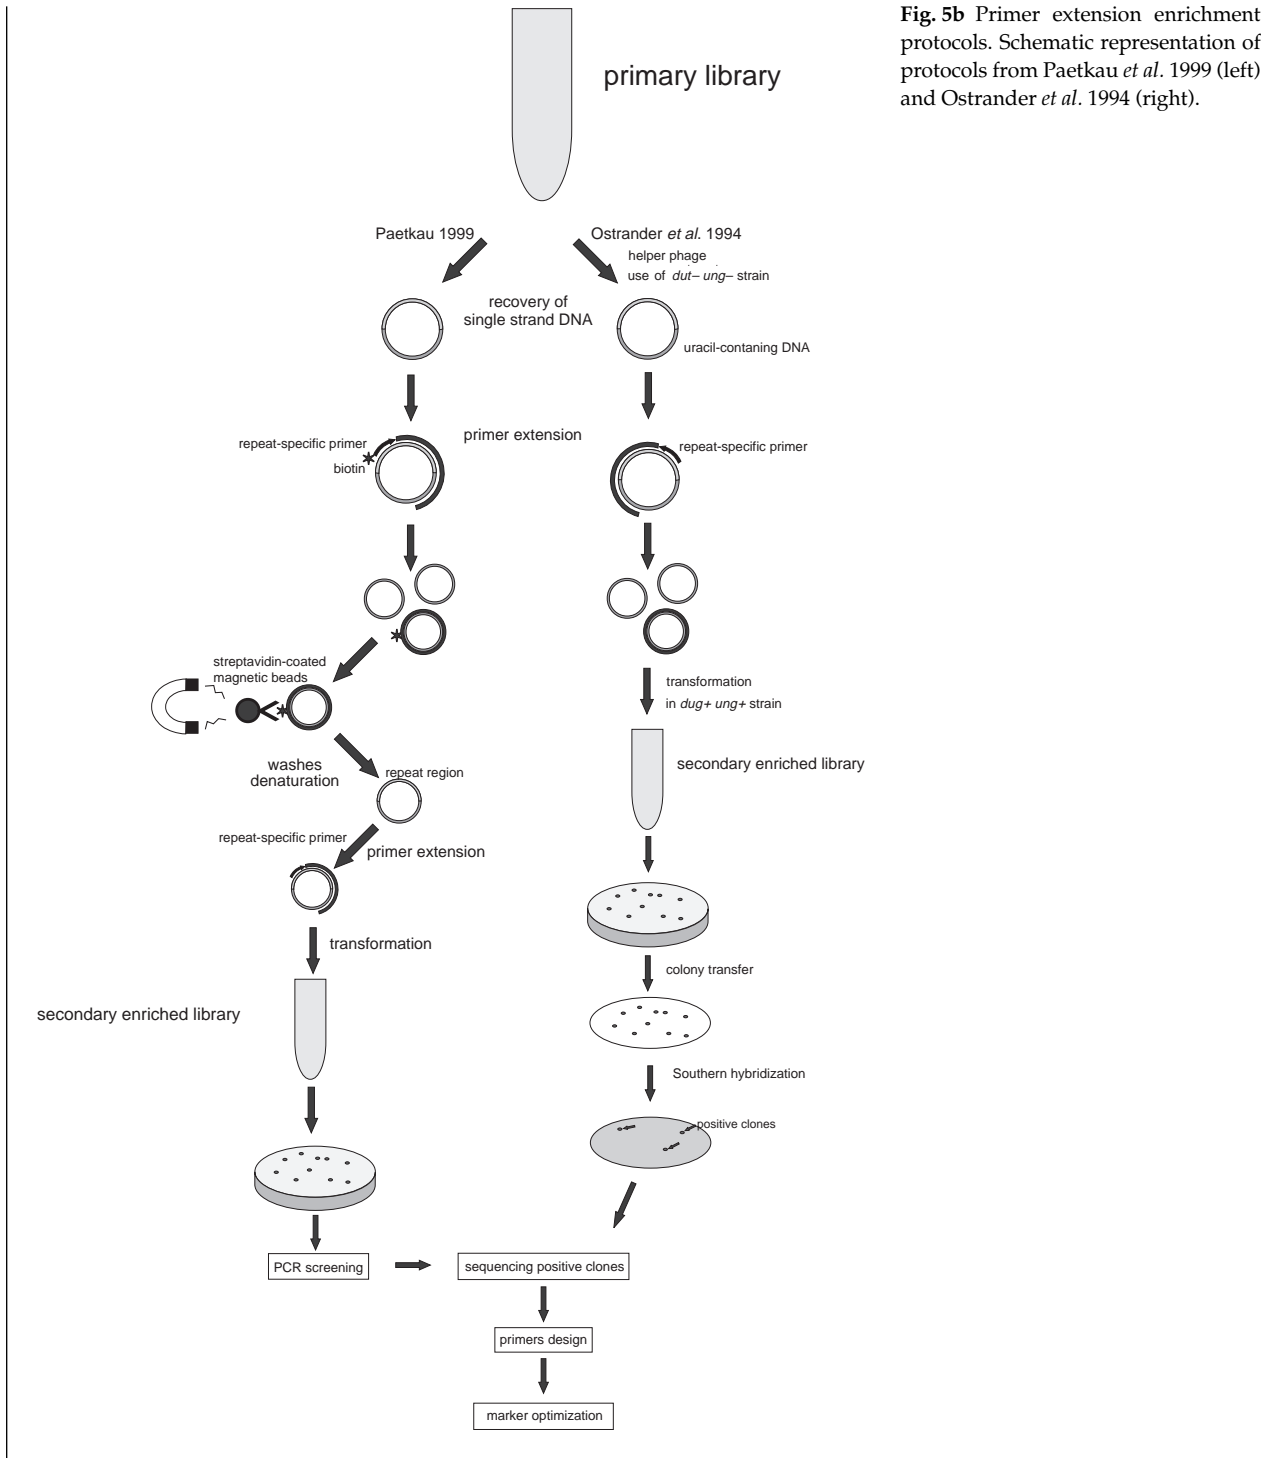 Fig. 5b Primer extension enrichment
protocols. Schematic representation of
protocols from Paetkau et al. 1999 (left)
and Ostrander et al. 1994 (right).
primary library
Paetkau 1999
Ostrander et al. 1994
helper phage
use of dut– ung– strain
recovery of
single strand DNA
uracil-contaning DNA
primer extension
repeat-specific primer
biotin
repeat-specific primer
streptavidin-coated
magnetic beads
transformation
in dug+ ung+ strain
washes
denaturation
repeat region
secondary enriched library
repeat-specific primer
primer extension
transformation
colony transfer
secondary enriched library
Southern hybridization
positive clones
PCR screening
sequencing positive clones
primers design
marker optimization